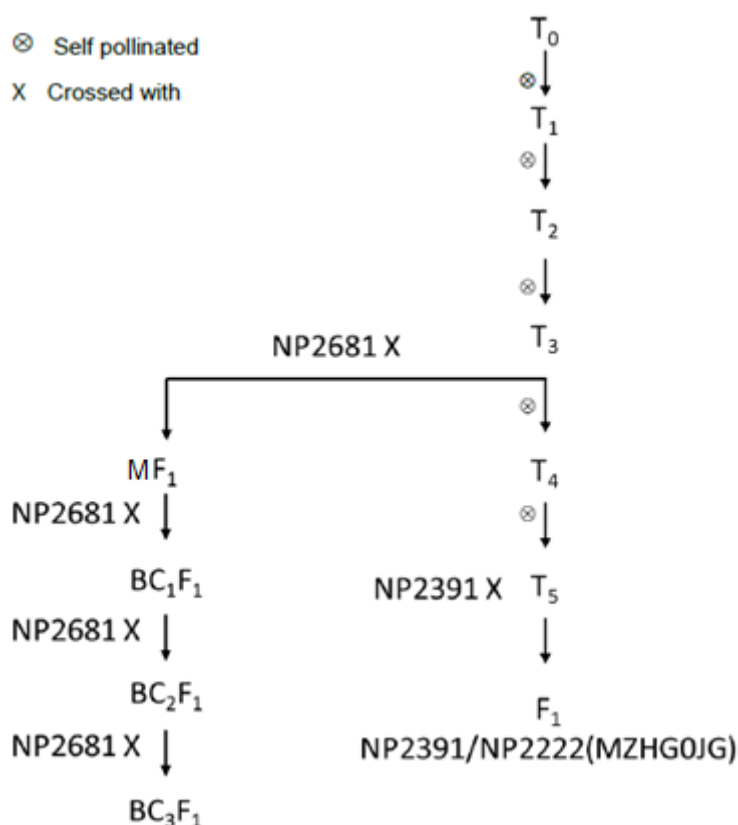 ⊗ Self pollinated
X Crossed with
T₀
⊗
T₁
⊗
T₂
⊗
T₃
NP2681 X
⊗
MF₁
T₄
NP2681 X
⊗
BC₁F₁
NP2391 X T₅
NP2681 X
BC₂F₁
F₁
NP2391/NP2222(MZHG0JG)
NP2681 X
BC₃F₁